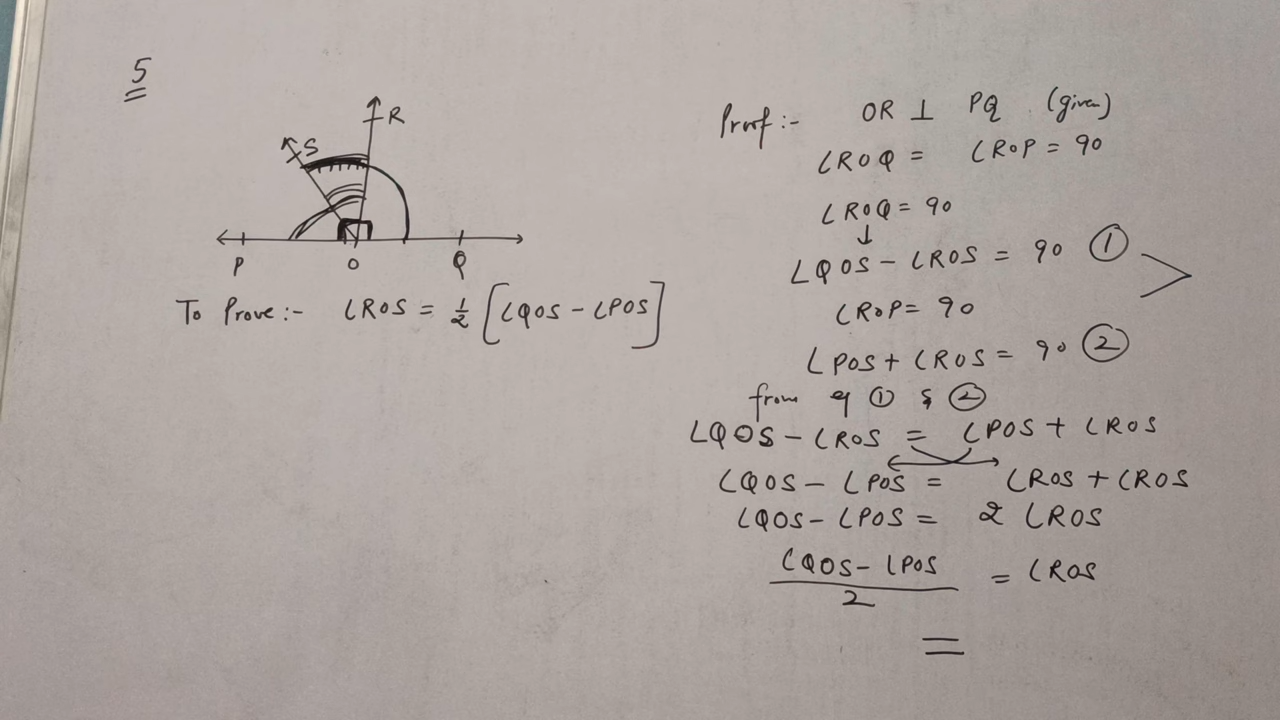 5
R
S
P O Q
To Prove :- ∠ROS = 1/2 [∠QOS - ∠POS]
Proof :- OR ⊥ PQ (given)
∠ROQ = ∠ROP = 90
∠ROQ = 90
↓
∠QOS - ∠ROS = 90 ①
∠ROP = 90
∠POS + ∠ROS = 90 ②
from eq ① & ②
∠QOS - ∠ROS = ∠POS + ∠ROS
∠QOS - ∠POS = ∠ROS + ∠ROS
∠QOS - ∠POS = 2 ∠ROS
∠QOS - ∠POS / 2 = ∠ROS